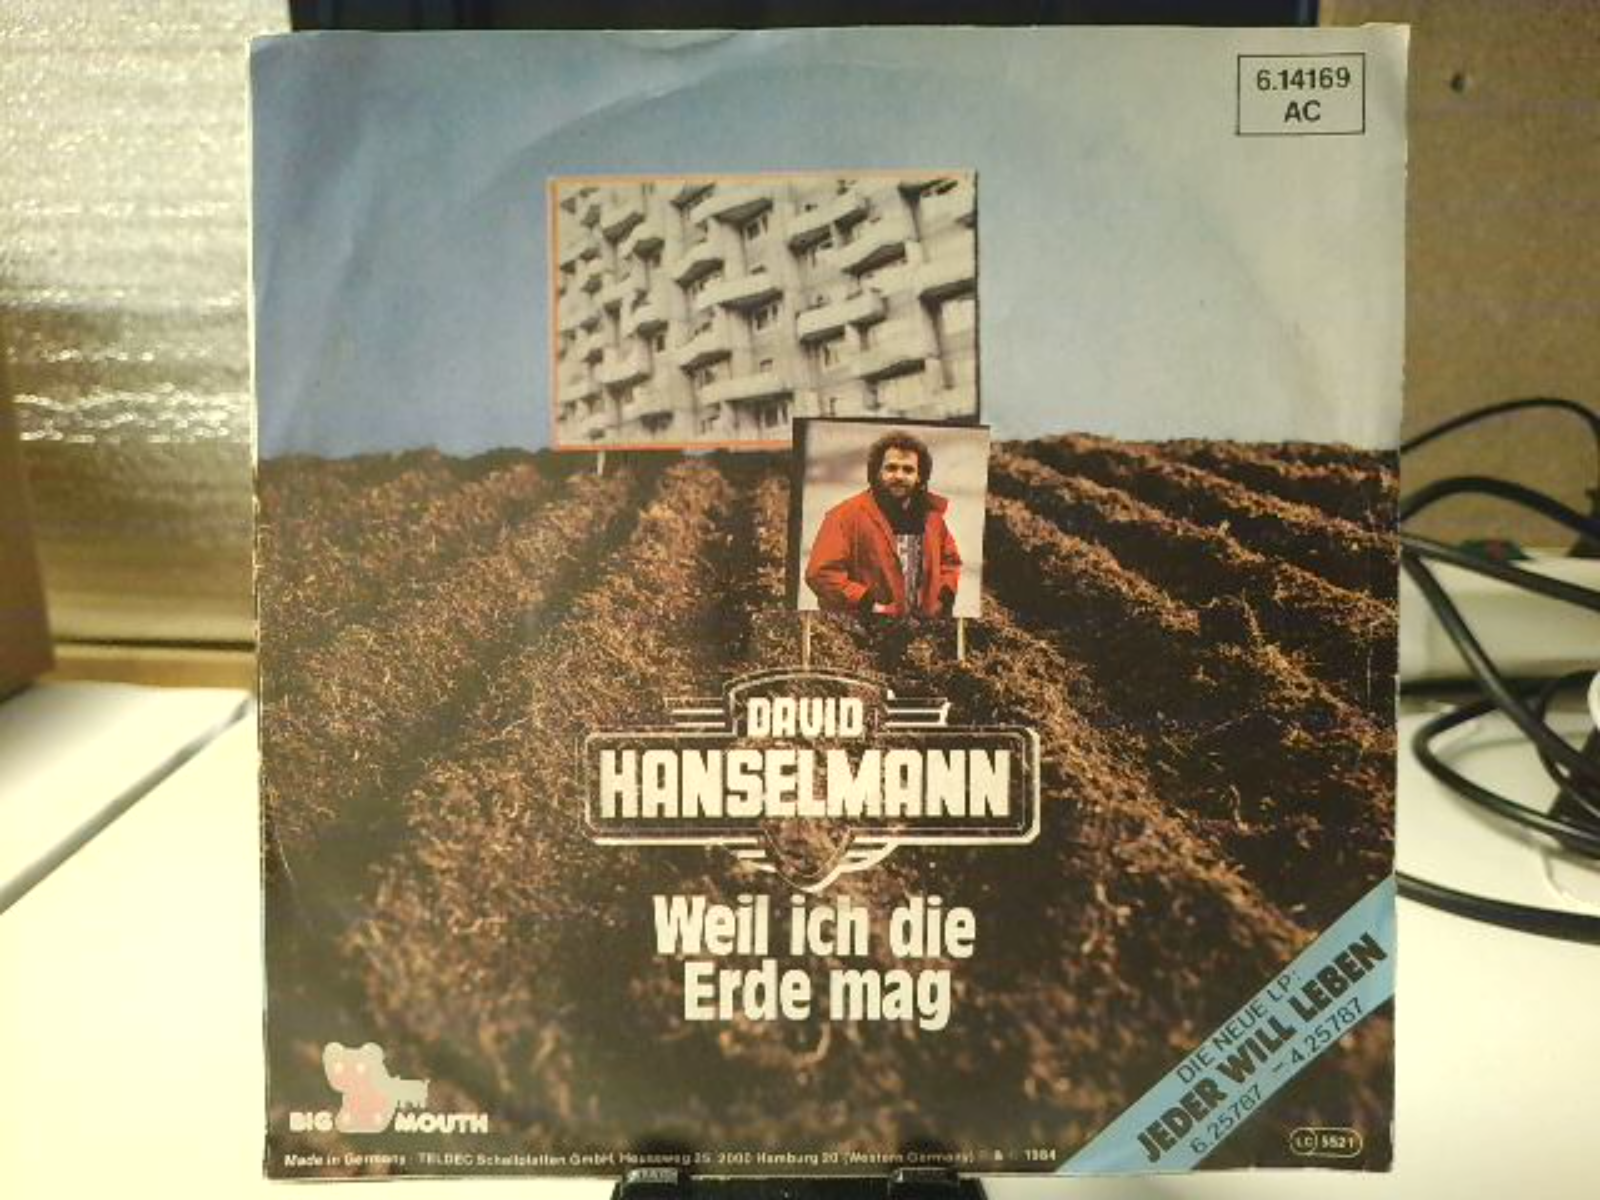 6.14169
AC
DAVID
HANSELMANN
Weil ich die
Erde mag
DIE NEUE LP:
JEDER WILL LEBEN
6.25787 – 4.25787
BIG MOUTH
LC 5521
Made in Germany TELDEC Schallplatten GmbH, Heussweg 25, 2000 Hamburg 20 (Western Germany) ℗ & © 1984